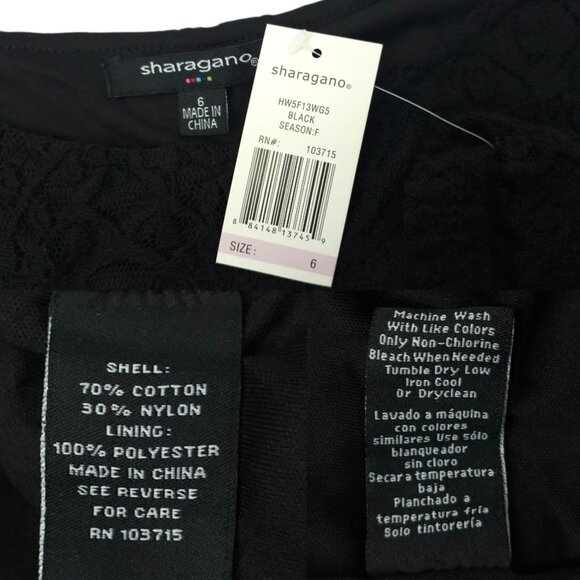 sharagano®
6
MADE IN
CHINA
sharagano®
HW5F13WG5
BLACK
SEASON:F
RN#: 103715
8 84148 13745 9
SIZE: 6
SHELL:
70% COTTON
30% NYLON
LINING:
100% POLYESTER
MADE IN CHINA
SEE REVERSE
FOR CARE
RN 103715
Machine Wash
With Like Colors
Only Non-Chlorine
Bleach When Needed
Tumble Dry Low
Iron Cool
Or Dryclean
Lavado a máquina
con colores
similares Use sólo
blanqueador
sin cloro
Secar a temperatura
baja
Planchado a
temperatura fría
Solo tintorería